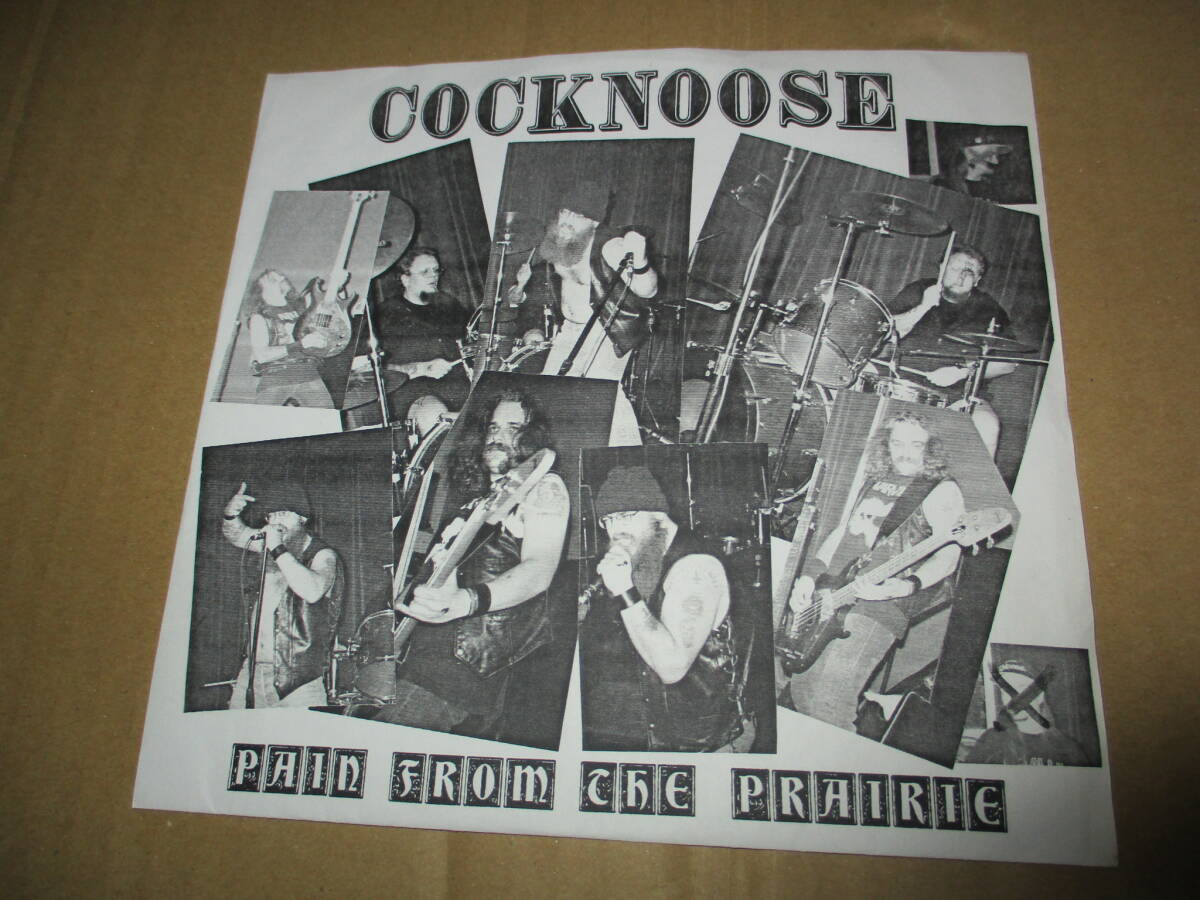 COCKNOOSE
PAIN FROM THE PRAIRIE